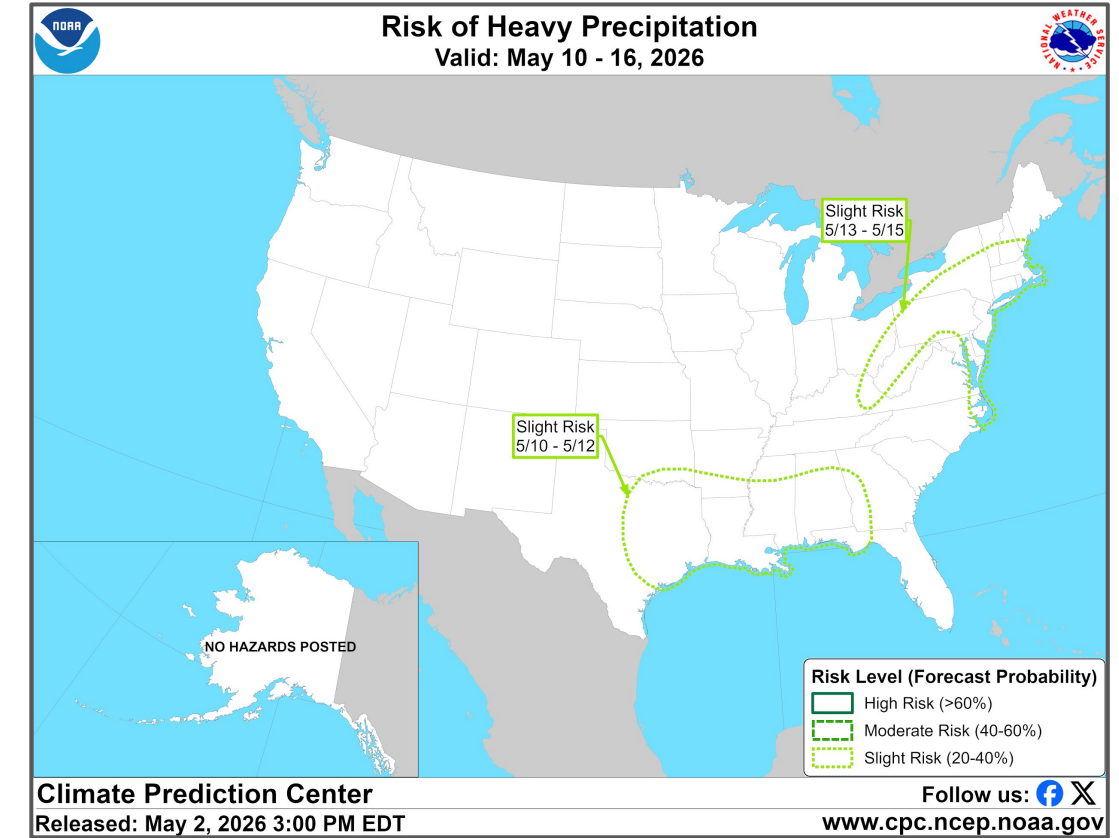 NOAA
Risk of Heavy Precipitation
Valid: May 10 - 16, 2026
NATIONAL WEATHER SERVICE
Slight Risk
5/13 - 5/15
Slight Risk
5/10 - 5/12
NO HAZARDS POSTED
Risk Level (Forecast Probability)
High Risk (>60%)
Moderate Risk (40-60%)
Slight Risk (20-40%)
Climate Prediction Center
Follow us:
Released: May 2, 2026 3:00 PM EDT
www.cpc.ncep.noaa.gov